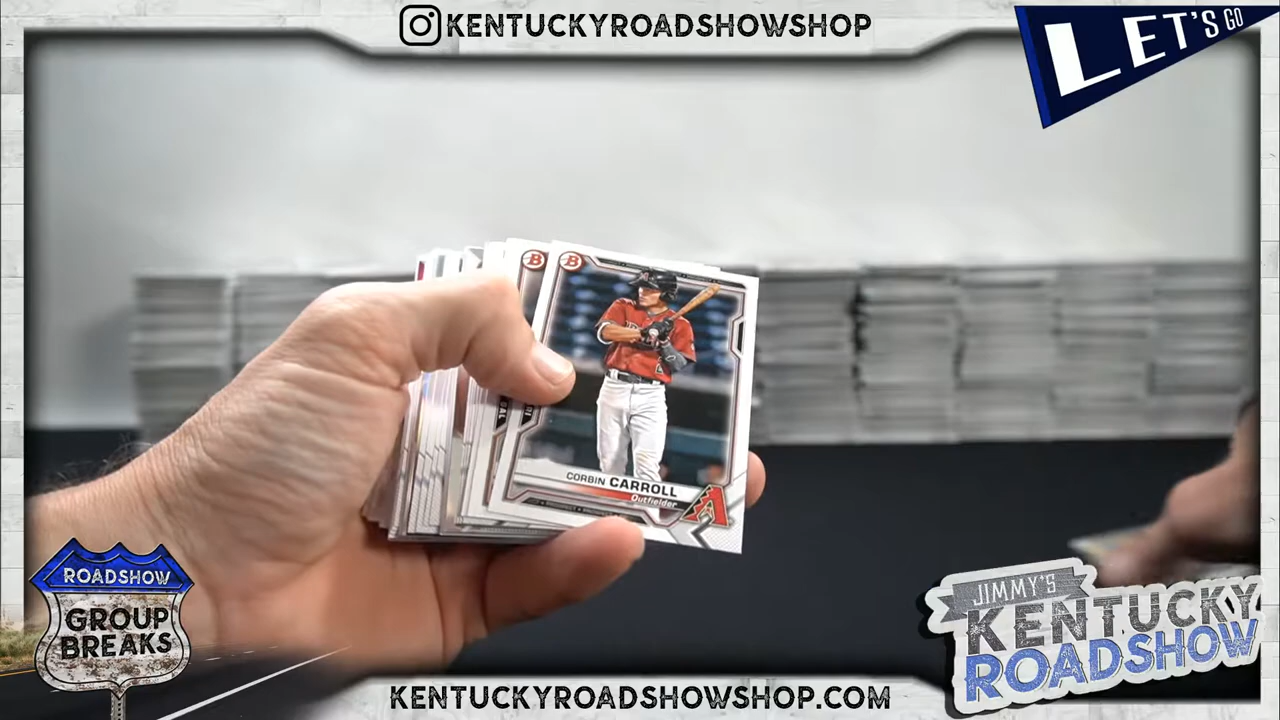 KENTUCKYROADSHOWSHOP
LET'S GO
B
B
CORBIN CARROLL
Outfielder
ROADSHOW
GROUP
BREAKS
JIMMY'S
KENTUCKY
ROADSHOW
KENTUCKYROADSHOWSHOP.COM